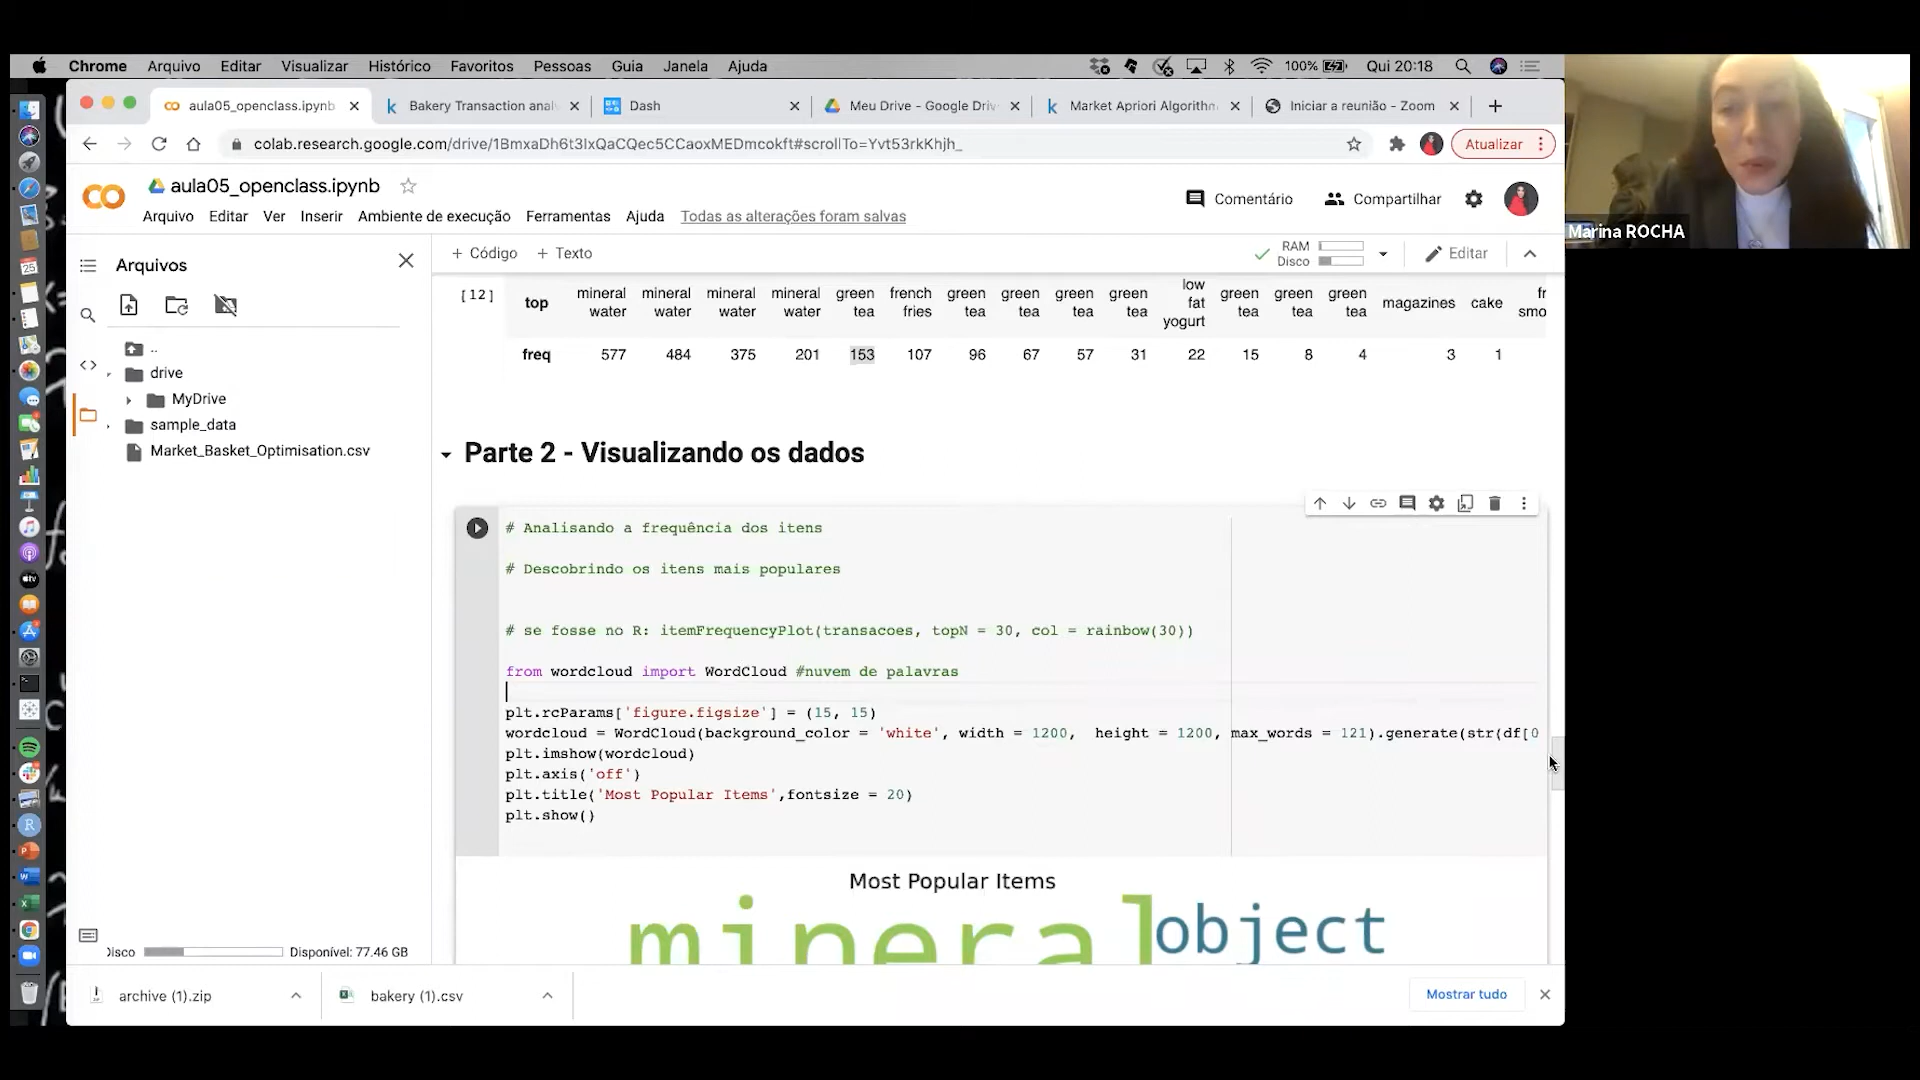 Chrome Arquivo Editar Visualizar Histórico Favoritos Pessoas Guia Janela Ajuda 100% Qui 20:18
aula05_openclass.ipynb Bakery Transaction anal Dash Meu Drive - Google Driv Market Apriori Algorithm Iniciar a reunião - Zoom
colab.research.google.com/drive/1BmxaDh6t3IxQaCQec5CCaoxMEDmcokft#scrollTo=Yvt53rkKhjh_ Atualizar
Marina ROCHA
aula05_openclass.ipynb
Comentário Compartilhar
Arquivo Editar Ver Inserir Ambiente de execução Ferramentas Ajuda Todas as alterações foram salvas
Arquivos
+ Código + Texto RAM Disco Editar
..
drive
MyDrive
sample_data
Market_Basket_Optimisation.csv
Disco Disponível: 77.46 GB
[12] top mineral water mineral water mineral water mineral water green tea french fries green tea green tea green tea green tea low fat yogurt green tea green tea green tea magazines cake fr smo
freq 577 484 375 201 153 107 96 67 57 31 22 15 8 4 3 1
Parte 2 - Visualizando os dados
# Analisando a frequência dos itens
# Descobrindo os itens mais populares
# se fosse no R: itemFrequencyPlot(transacoes, topN = 30, col = rainbow(30))
from wordcloud import WordCloud #nuvem de palavras
plt.rcParams['figure.figsize'] = (15, 15)
wordcloud = WordCloud(background_color = 'white', width = 1200,  height = 1200, max_words = 121).generate(str(df[0
plt.imshow(wordcloud)
plt.axis('off')
plt.title('Most Popular Items',fontsize = 20)
plt.show()
Most Popular Items
mineral object
archive (1).zip bakery (1).csv Mostrar tudo